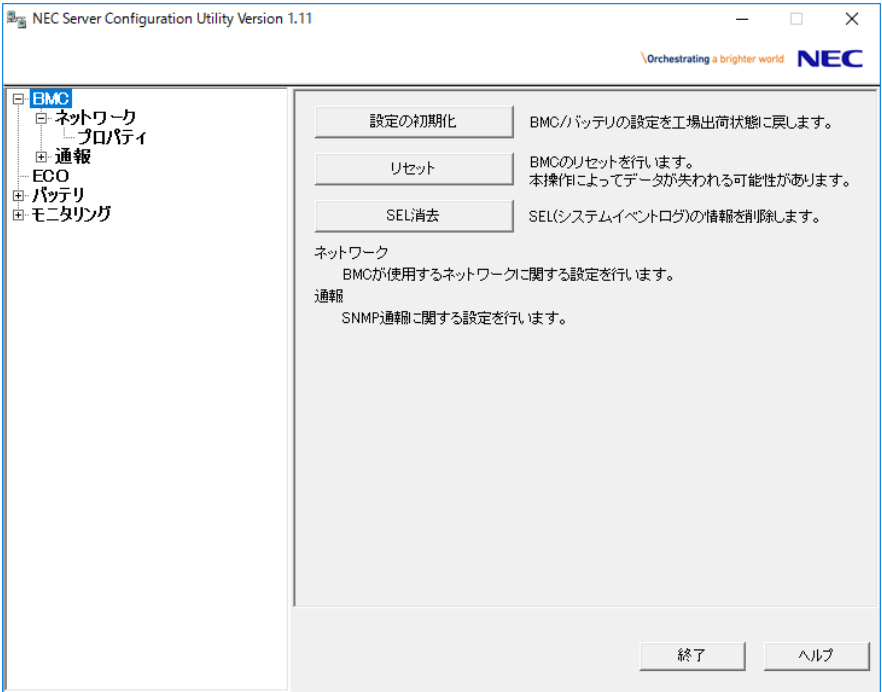 NEC Server Configuration Utility Version 1.11
\Orchestrating a brighter world NEC
BMC
ネットワーク
プロパティ
通報
ECO
バッテリ
モニタリング
設定の初期化
BMC/バッテリの設定を工場出荷状態に戻します。
リセット
BMCのリセットを行います。
本操作によってデータが失われる可能性があります。
SEL消去
SEL(システムイベントログ)の情報を削除します。
ネットワーク
BMCが使用するネットワークに関する設定を行います。
通報
SNMP通報に関する設定を行います。
終了
ヘルプ